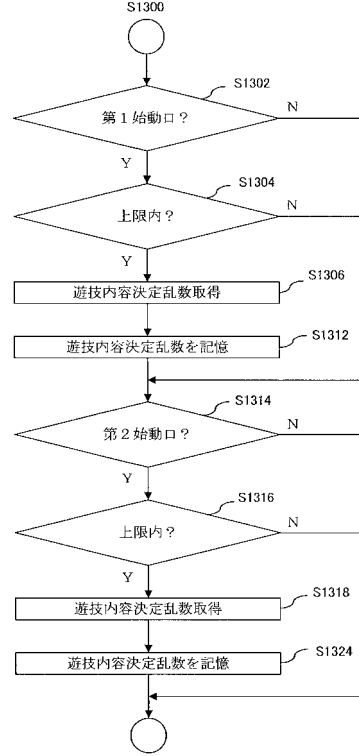 S1300
S1302
第1始動口?
N
Y
S1304
上限内?
N
Y
S1306
遊技内容決定乱数取得
S1312
遊技内容決定乱数を記憶
S1314
第2始動口?
N
Y
S1316
上限内?
N
Y
S1318
遊技内容決定乱数取得
S1324
遊技内容決定乱数を記憶